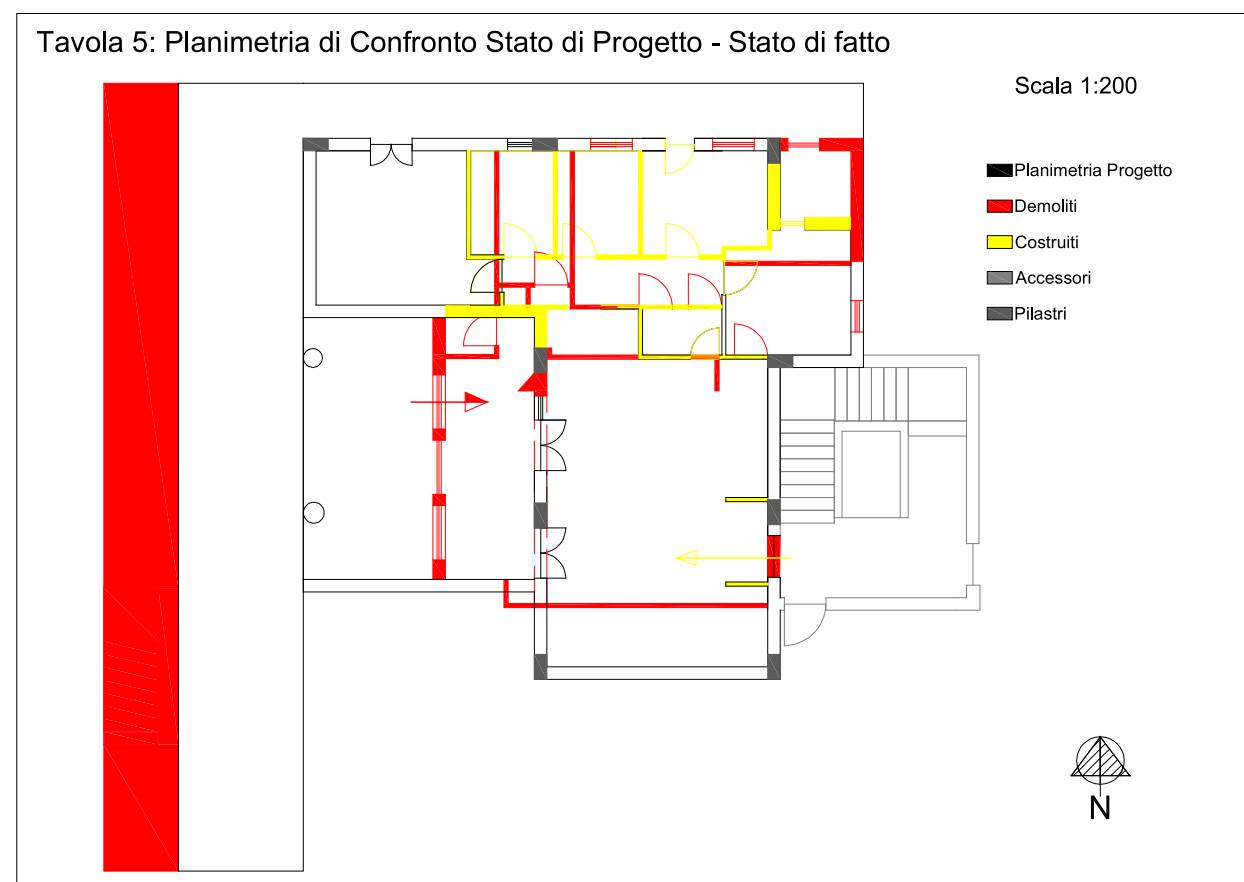 Tavola 5: Planimetria di Confronto Stato di Progetto - Stato di fatto
Scala 1:200
Planimetria Progetto
Demoliti
Costruiti
Accessori
Pilastri
N